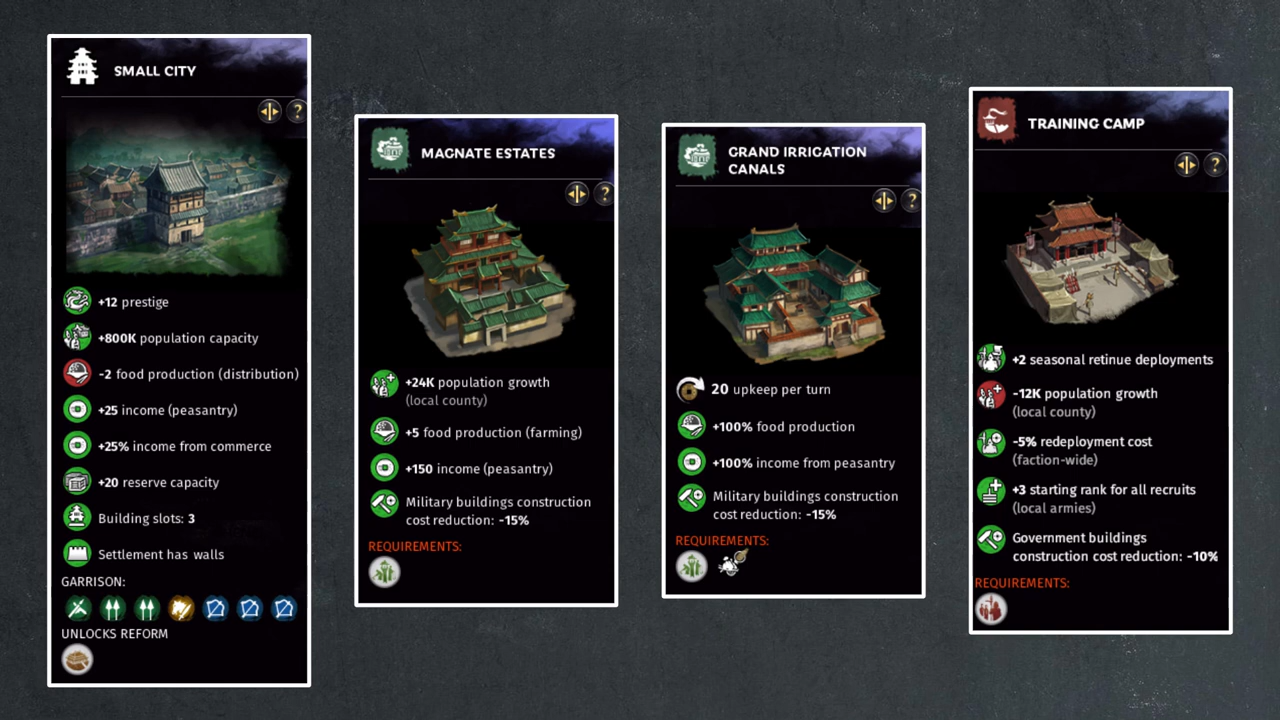 SMALL CITY
?
+12 prestige
+800K population capacity
-2 food production (distribution)
+25 income (peasantry)
+25% income from commerce
+20 reserve capacity
Building slots: 3
Settlement has walls
GARRISON:
UNLOCKS REFORM
MAGNATE ESTATES
?
+24K population growth
(local county)
+5 food production (farming)
+150 income (peasantry)
Military buildings construction
cost reduction: -15%
REQUIREMENTS:
GRAND IRRIGATION
CANALS
?
20 upkeep per turn
+100% food production
+100% income from peasantry
Military buildings construction
cost reduction: -15%
REQUIREMENTS:
TRAINING CAMP
?
+2 seasonal retinue deployments
-12K population growth
(local county)
-5% redeployment cost
(faction-wide)
+3 starting rank for all recruits
(local armies)
Government buildings
construction cost reduction: -10%
REQUIREMENTS: